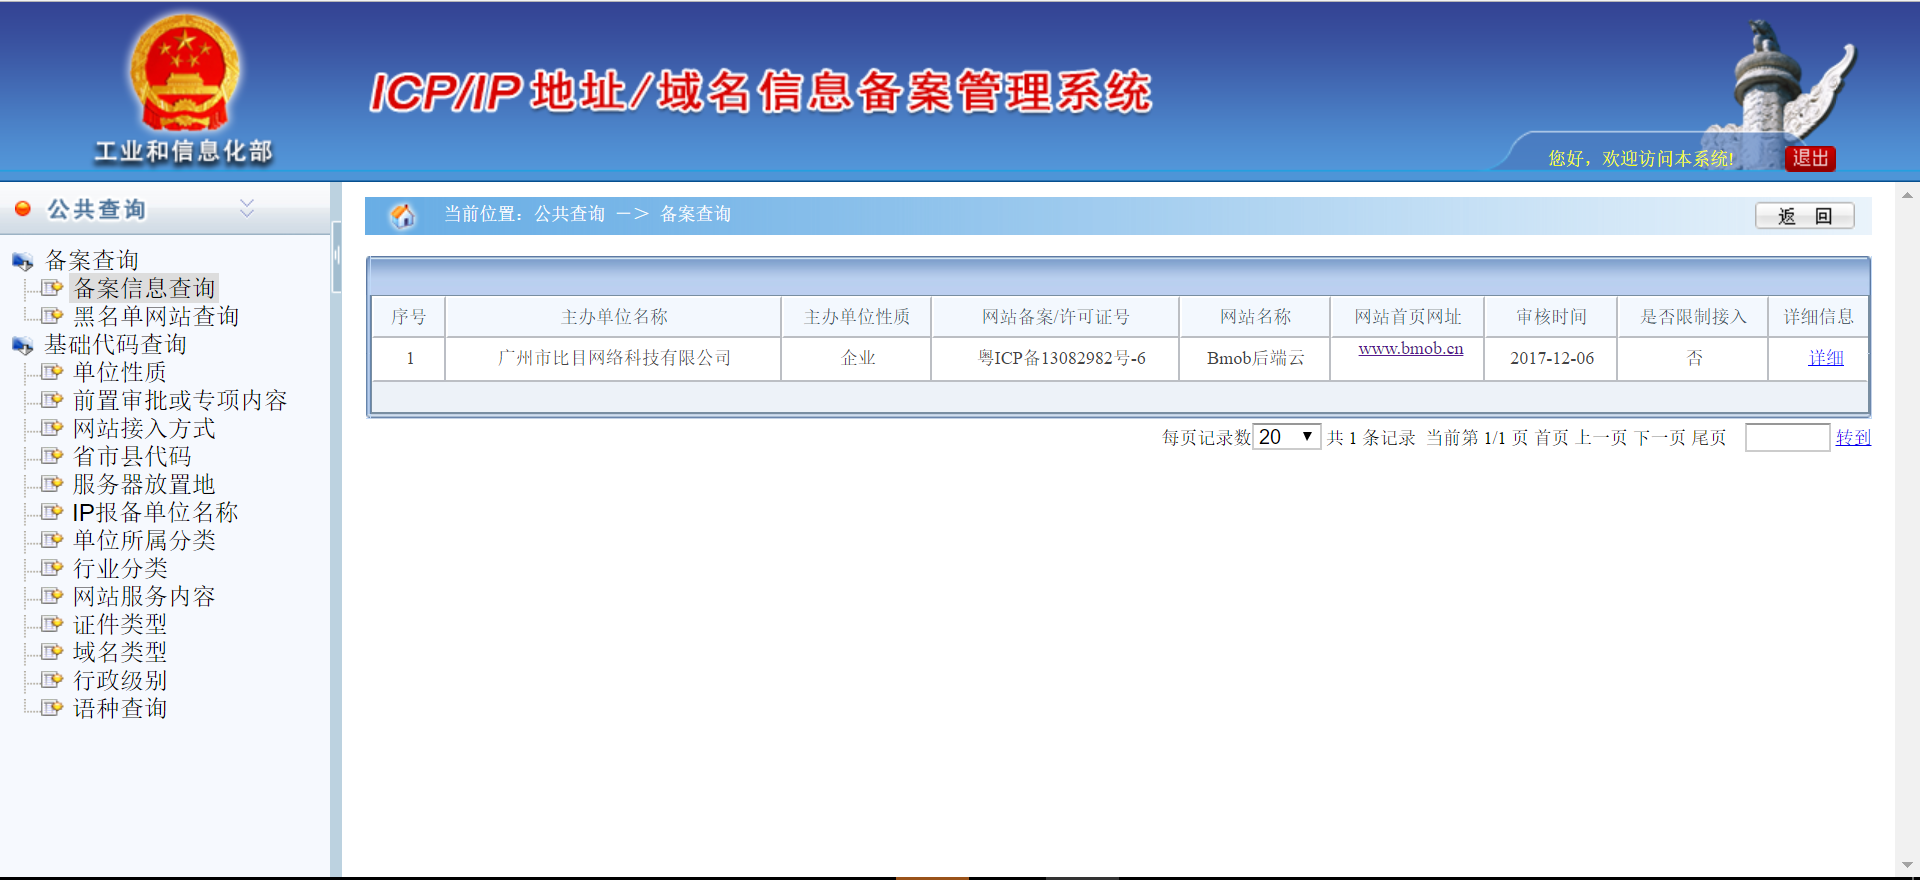 工业和信息化部
ICP/IP 地址/域名信息备案管理系统
您好，欢迎访问本系统! 退出
公共查询
备案查询
备案信息查询
黑名单网站查询
基础代码查询
单位性质
前置审批或专项内容
网站接入方式
省市县代码
服务器放置地
IP报备单位名称
单位所属分类
行业分类
网站服务内容
证件类型
域名类型
行政级别
语种查询
当前位置：公共查询 －＞ 备案查询 返 回
序号 主办单位名称 主办单位性质 网站备案/许可证号 网站名称 网站首页网址 审核时间 是否限制接入 详细信息
1 广州市比目网络科技有限公司 企业 粤ICP备13082982号-6 Bmob后端云 www.bmob.cn 2017-12-06 否 详细
每页记录数 20 共 1 条记录 当前第 1/1 页 首页 上一页 下一页 尾页 转到